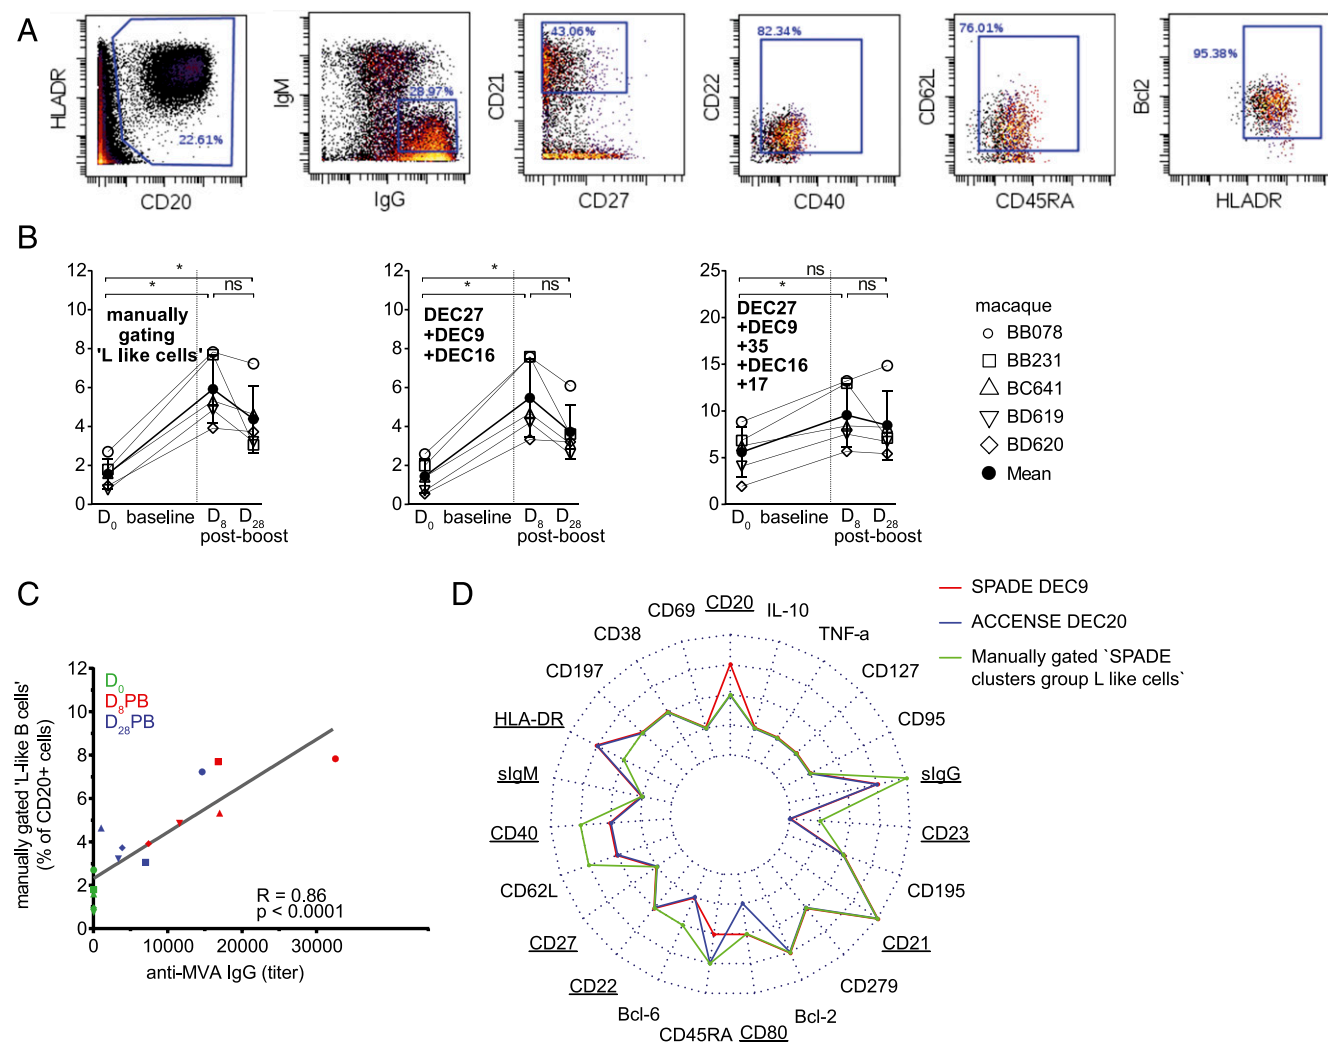 A
HLADR
22.61%
CD20
IgM
28.97%
IgG
CD21
43.06%
CD27
CD22
82.34%
CD40
CD62L
76.01%
CD45RA
Bcl2
95.38%
HLADR
B
12
10
8
6
4
2
0
*
*
ns
manually
gating
'L like cells'
D0 baseline D8 D28
post-boost
12
10
8
6
4
2
0
*
*
ns
DEC27
+DEC9
+DEC16
D0 baseline D8 D28
post-boost
25
20
15
10
5
0
ns
*
ns
DEC27
+DEC9
+35
+DEC16
+17
D0 baseline D8 D28
post-boost
macaque
BB078
BB231
BC641
BD619
BD620
Mean
C
manually gated 'L-like B cells'
(% of CD20+ cells)
12
10
8
6
4
2
0
D0
D8PB
D28PB
R = 0.86
p < 0.0001
0 10000 20000 30000
anti-MVA IgG (titer)
D
SPADE DEC9
ACCENSE DEC20
Manually gated `SPADE
clusters group L like cells`
CD20
IL-10
TNF-a
CD127
CD95
sIgG
CD23
CD195
CD21
CD279
Bcl-2
CD80
CD45RA
Bcl-6
CD22
CD27
CD62L
CD40
sIgM
HLA-DR
CD197
CD38
CD69